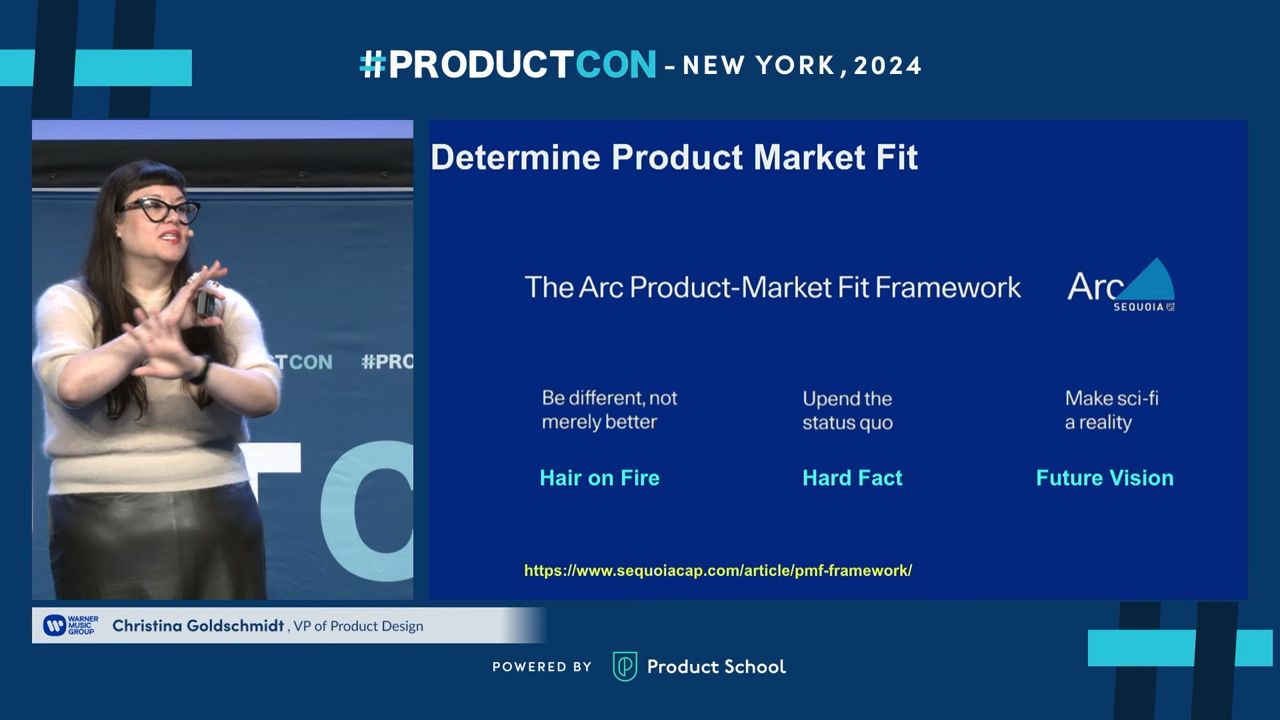 #PRODUCTCON - NEW YORK, 2024
Determine Product Market Fit
The Arc Product-Market Fit Framework
Arc
SEQUOIA
Be different, not
merely better
Upend the
status quo
Make sci-fi
a reality
Hair on Fire
Hard Fact
Future Vision
https://www.sequoiacap.com/article/pmf-framework/
TCON
#PRO
TC
WARNER
MUSIC
GROUP
Christina Goldschmidt, VP of Product Design
POWERED BY
Product School